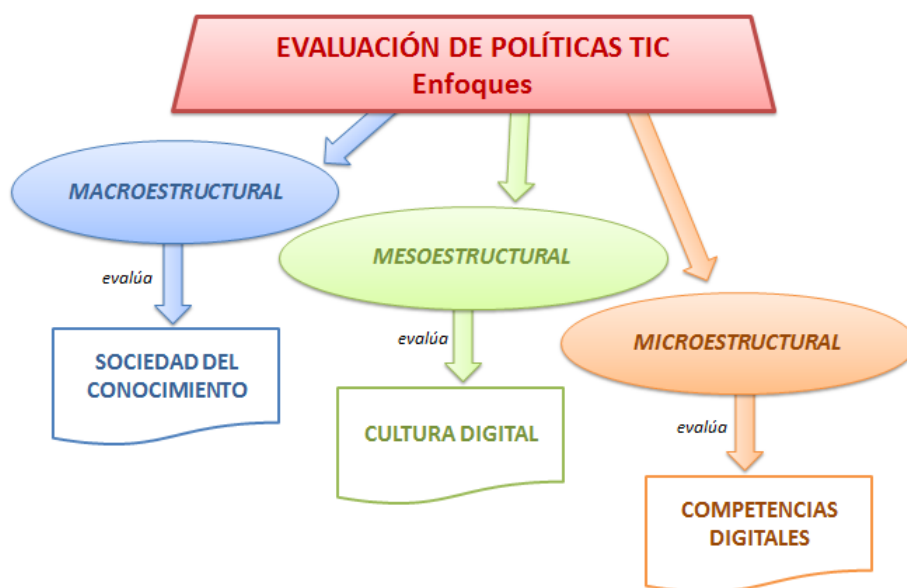 EVALUACIÓN DE POLÍTICAS TIC
Enfoques
MACROESTRUCTURAL
evalúa
SOCIEDAD DEL
CONOCIMIENTO
MESOESTRUCTURAL
evalúa
CULTURA DIGITAL
MICROESTRUCTURAL
evalúa
COMPETENCIAS
DIGITALES